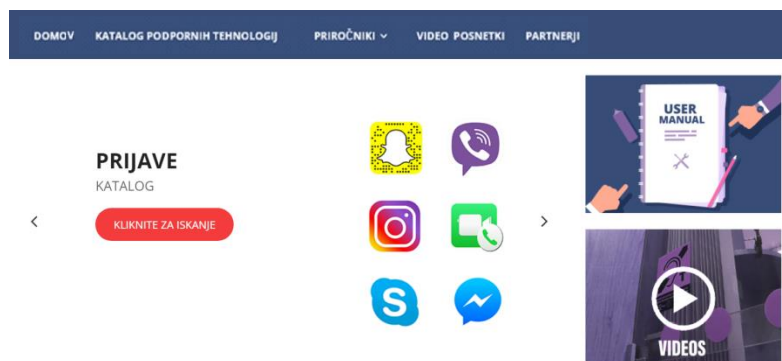 DOMOV KATALOG PODPORNIH TEHNOLOGIJ PRIROČNIKI VIDEO POSNETKI PARTNERJI
PRIJAVE
KATALOG
KLIKNITE ZA ISKANJE
S
USER
MANUAL
VIDEOS